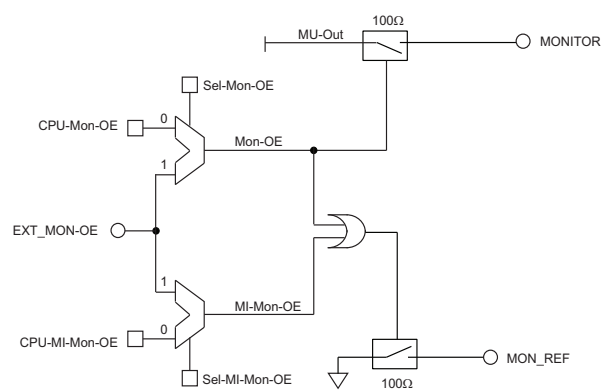 100Ω
MU-Out
MONITOR
Sel-Mon-OE
CPU-Mon-OE
0
Mon-OE
1
EXT_MON-OE
1
MI-Mon-OE
0
CPU-MI-Mon-OE
MON_REF
Sel-MI-Mon-OE
100Ω